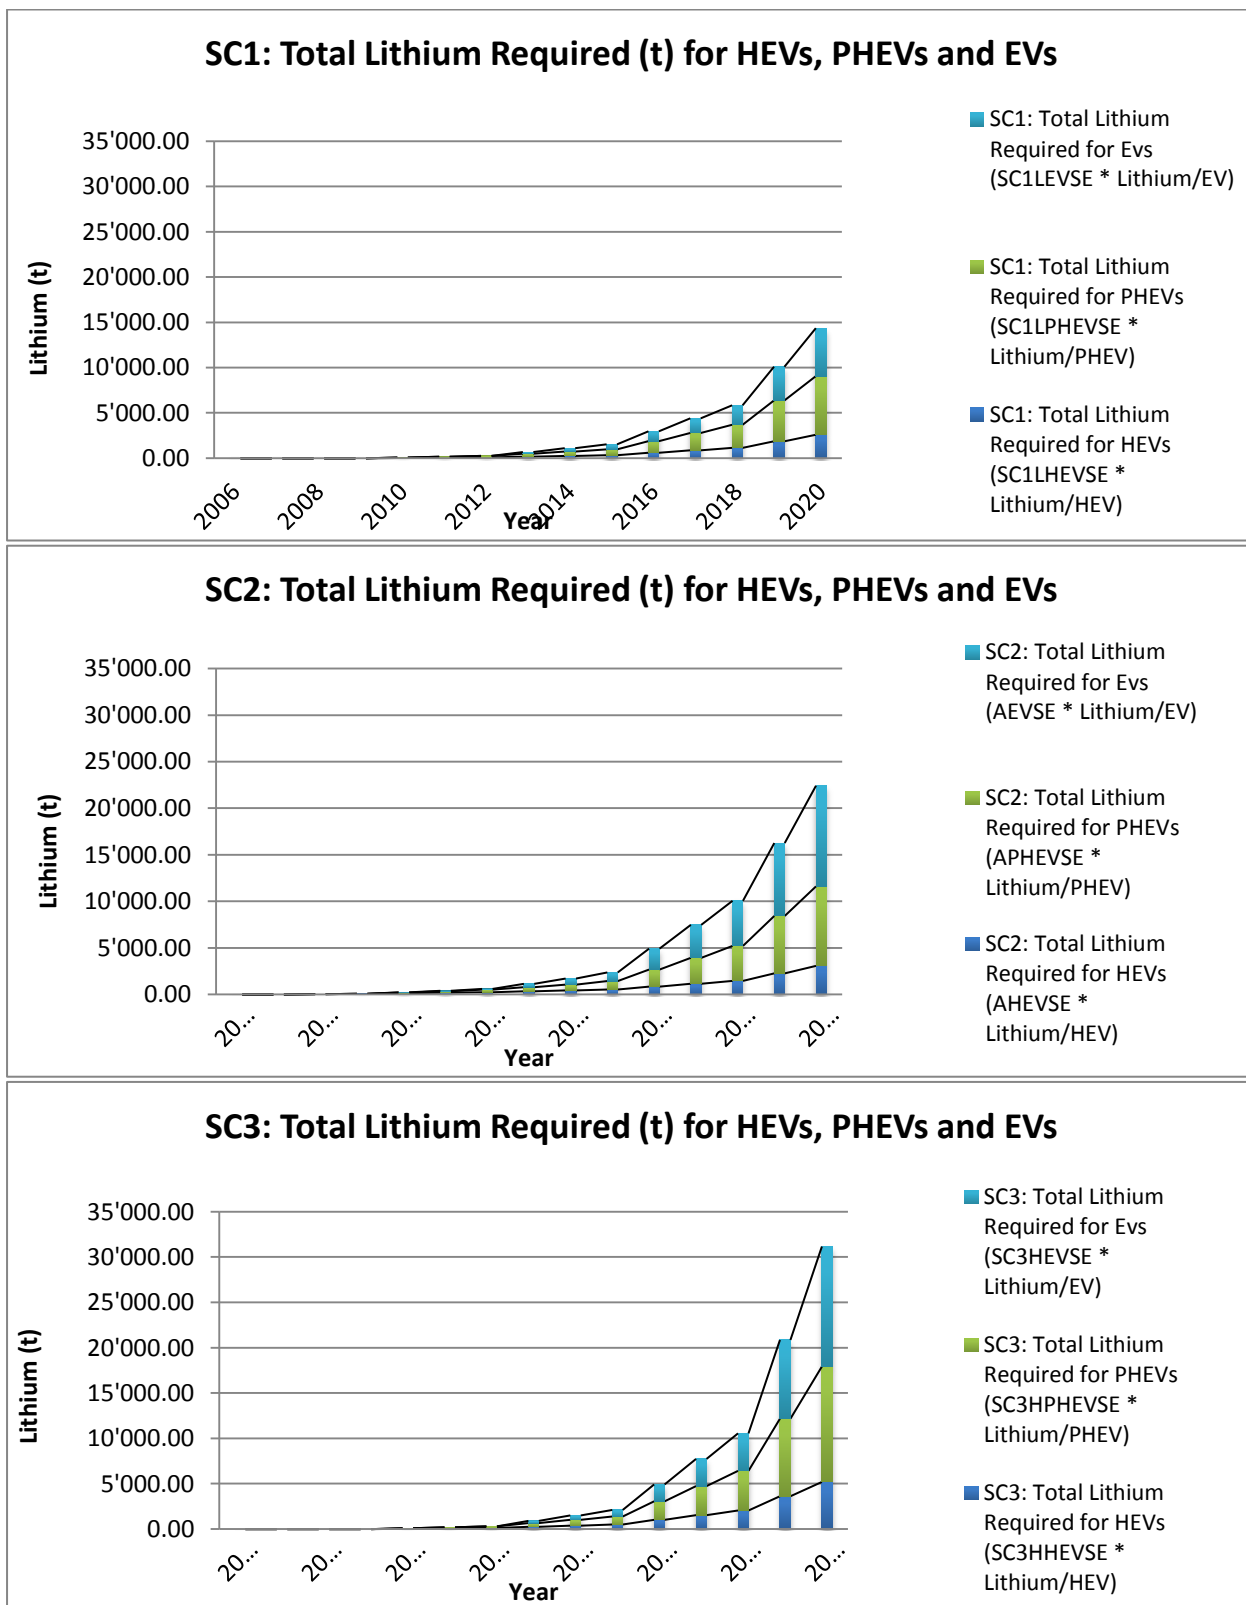 SC1: Total Lithium Required (t) for HEVs, PHEVs and EVs
35'000.00
30'000.00
25'000.00
20'000.00
15'000.00
10'000.00
5'000.00
0.00
Lithium (t)
2006
2008
2010
2012
2014
2016
2018
2020
Year
SC1: Total Lithium
Required for Evs
(SC1LEVSE * Lithium/EV)
SC1: Total Lithium
Required for PHEVs
(SC1LPHEVSE *
Lithium/PHEV)
SC1: Total Lithium
Required for HEVs
(SC1LHEVSE *
Lithium/HEV)
SC2: Total Lithium Required (t) for HEVs, PHEVs and EVs
35'000.00
30'000.00
25'000.00
20'000.00
15'000.00
10'000.00
5'000.00
0.00
Lithium (t)
20...
20...
20...
20...
20...
20...
20...
20...
Year
SC2: Total Lithium
Required for Evs
(AEVSE * Lithium/EV)
SC2: Total Lithium
Required for PHEVs
(APHEVSE *
Lithium/PHEV)
SC2: Total Lithium
Required for HEVs
(AHEVSE *
Lithium/HEV)
SC3: Total Lithium Required (t) for HEVs, PHEVs and EVs
35'000.00
30'000.00
25'000.00
20'000.00
15'000.00
10'000.00
5'000.00
0.00
Lithium (t)
20...
20...
20...
20...
20...
20...
20...
20...
Year
SC3: Total Lithium
Required for Evs
(SC3HEVSE *
Lithium/EV)
SC3: Total Lithium
Required for PHEVs
(SC3HPHEVSE *
Lithium/PHEV)
SC3: Total Lithium
Required for HEVs
(SC3HHEVSE *
Lithium/HEV)